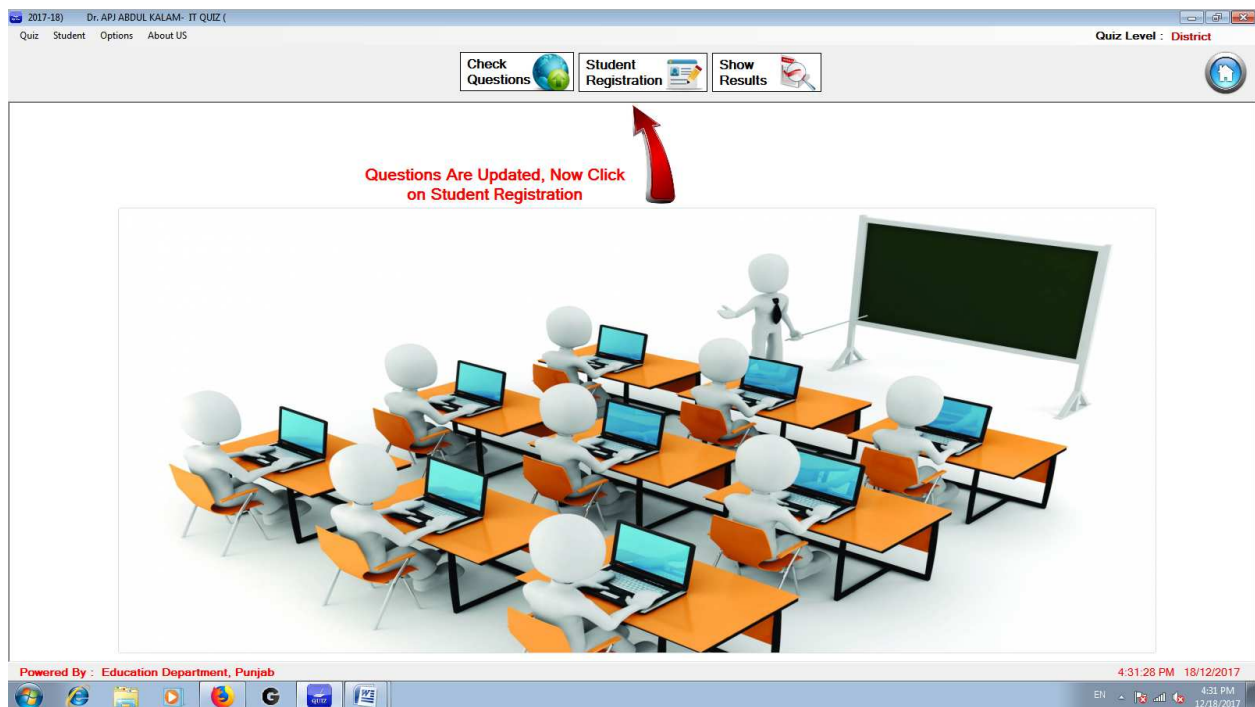 2017-18) Dr. APJ ABDUL KALAM- IT QUIZ (
Quiz Student Options About US
Quiz Level : District
Check Questions
Student Registration
Show Results
Questions Are Updated, Now Click
on Student Registration
Powered By : Education Department, Punjab
4:31:28 PM 18/12/2017
QUIZ
EN
4:31 PM
12/18/2017